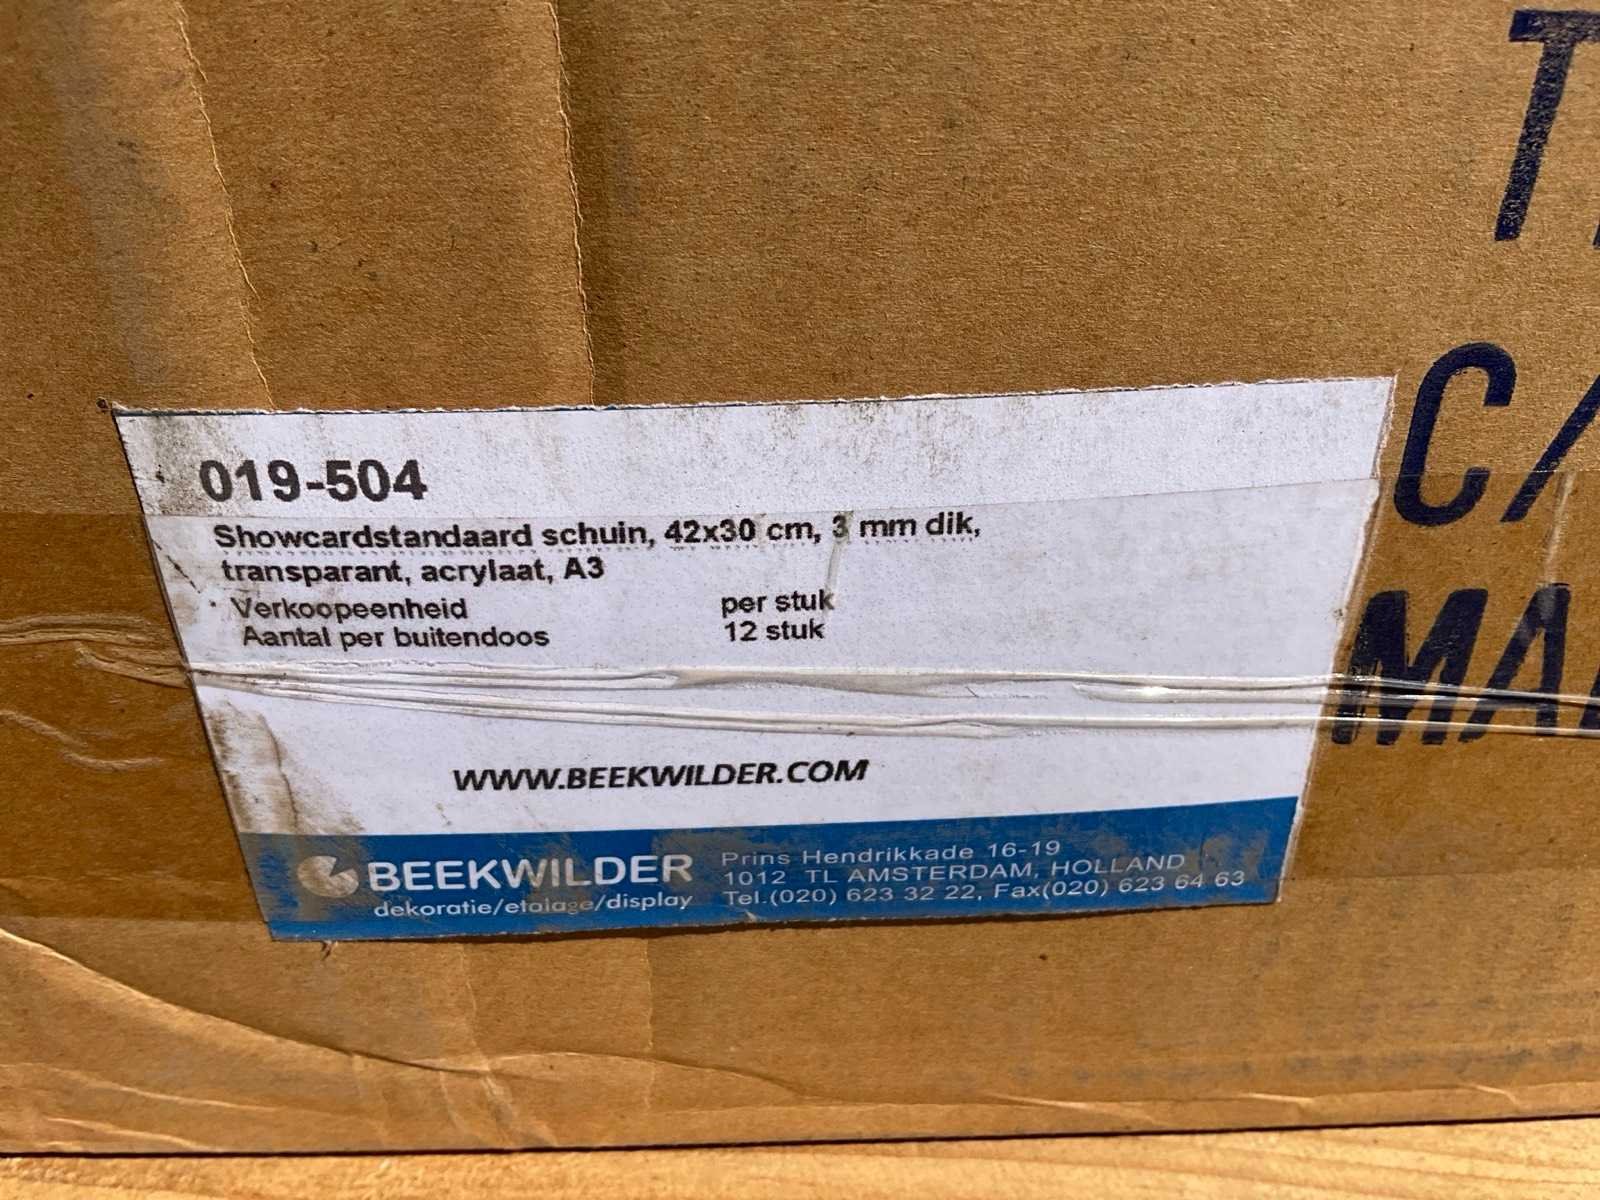 019-504
Showcardstandaard schuin, 42x30 cm, 3 mm dik,
transparant, acrylaat, A3
Verkoopeenheid per stuk
Aantal per buitendoos 12 stuk
WWW.BEEKWILDER.COM
BEEKWILDER
dekoratie/etalage/display
Prins Hendrikkade 16-19
1012 TL AMSTERDAM, HOLLAND
Tel.(020) 623 32 22, Fax(020) 623 64 63
C/